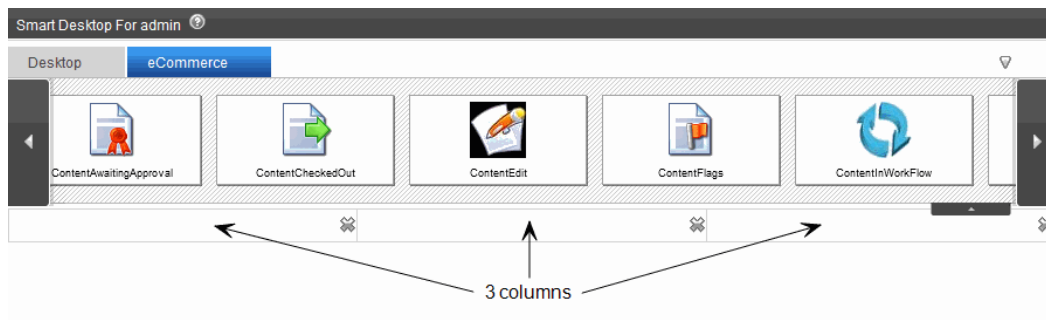 Smart Desktop For admin
Desktop eCommerce
ContentAwaitingApproval ContentCheckedOut ContentEdit ContentFlags ContentInWorkFlow
3 columns